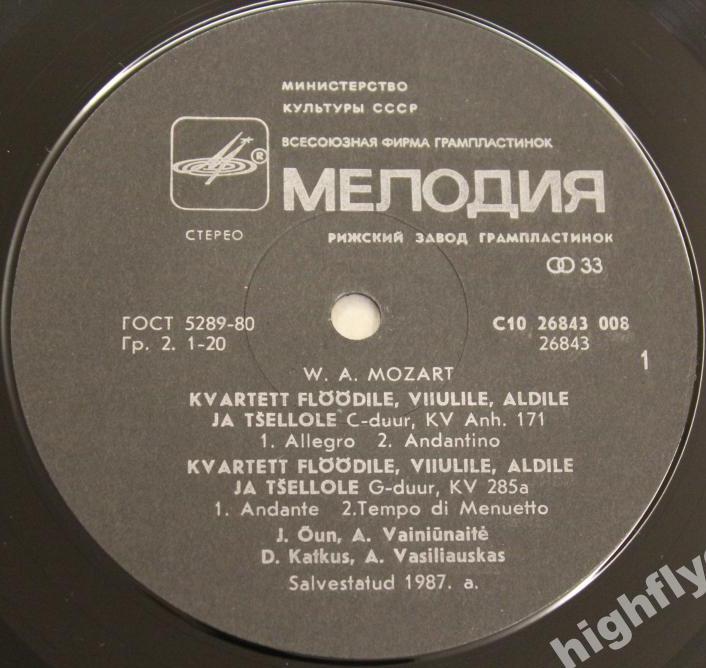 МИНИСТЕРСТВО
КУЛЬТУРЫ СССР
ВСЕСОЮЗНАЯ ФИРМА ГРАМПЛАСТИНОК
®
МЕЛОДИЯ
СТЕРЕО
РИЖСКИЙ ЗАВОД ГРАМПЛАСТИНОК
33
ГОСТ 5289-80
Гр. 2. 1-20
С10 26843 008
26843
1
W. A. MOZART
KVARTETT FLÖÖDILE, VIIULILE, ALDILE
JA TŠELLOLE C-duur, KV Anh. 171
1. Allegro 2. Andantino
KVARTETT FLÖÖDILE, VIIULILE, ALDILE
JA TŠELLOLE G-duur, KV 285a
1. Andante 2.Tempo di Menuetto
J. Õun, A. Vainiūnaitė
D. Katkus, A. Vasiliauskas
Salvestatud 1987. a.
highfly